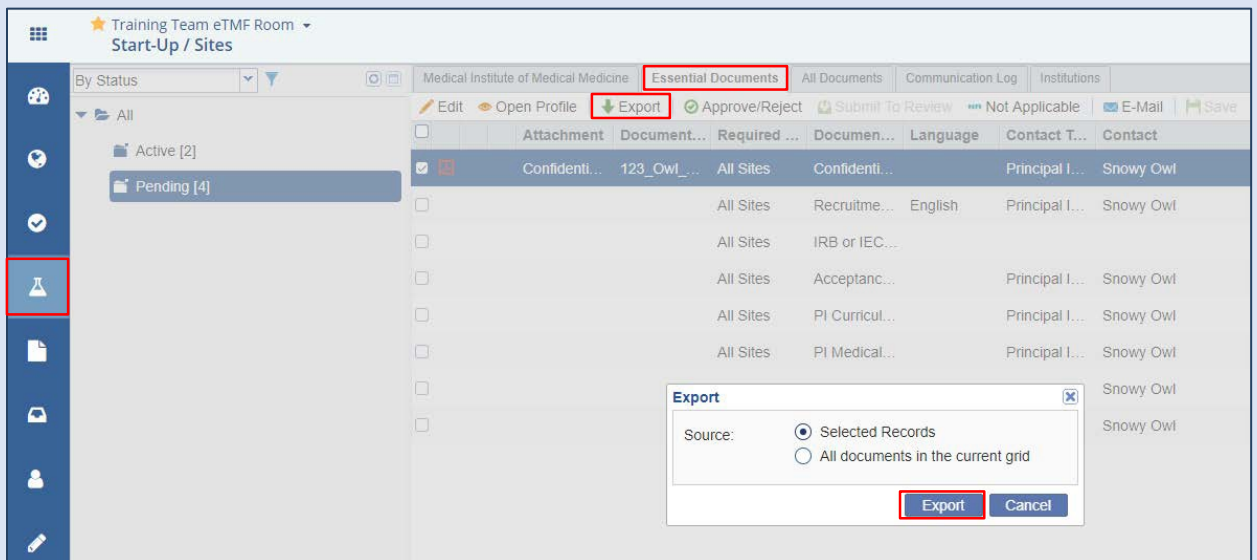 Training Team eTMF Room
Start-Up / Sites
By Status
All
Active [2]
Pending [4]
Medical Institute of Medical Medicine Essential Documents All Documents Communication Log Institutions
Edit Open Profile Export Approve/Reject Submit To Review Not Applicable E-Mail Save
Attachment Document... Required ... Documen... Language Contact T... Contact
Confidenti... 123_Owl_... All Sites Confidenti... Principal I... Snowy Owl
All Sites Recruitme... English Principal I... Snowy Owl
All Sites IRB or IEC...
All Sites Acceptanc... Principal I... Snowy Owl
All Sites PI Curricul... Principal I... Snowy Owl
All Sites PI Medical... Principal I... Snowy Owl
Snowy Owl
Snowy Owl
Export
Source: Selected Records
All documents in the current grid
Export Cancel